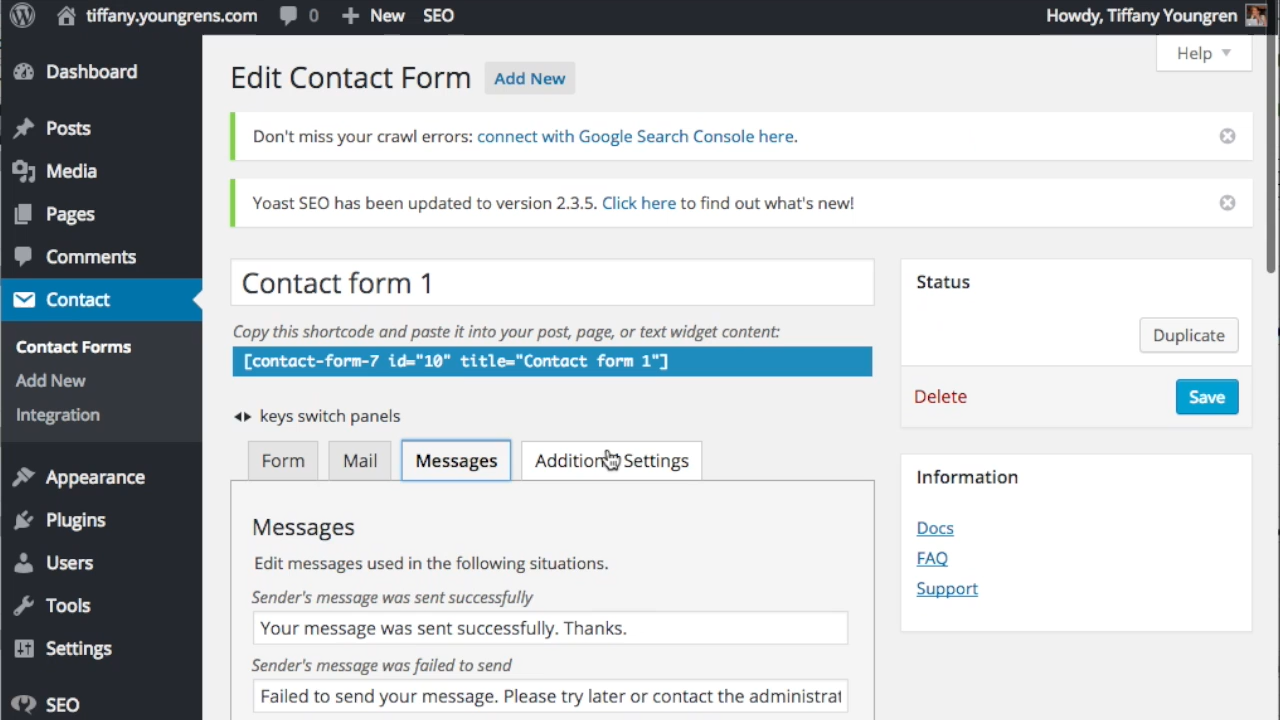 tiffany.youngrens.com 0 New SEO Howdy, Tiffany Youngren
Help
Dashboard
Posts
Media
Pages
Comments
Contact
Contact Forms
Add New
Integration
Appearance
Plugins
Users
Tools
Settings
SEO
Edit Contact Form Add New
Don't miss your crawl errors: connect with Google Search Console here.
Yoast SEO has been updated to version 2.3.5. Click here to find out what's new!
Contact form 1
Copy this shortcode and paste it into your post, page, or text widget content:
[contact-form-7 id="10" title="Contact form 1"]
keys switch panels
Form Mail Messages Additional Settings
Messages
Edit messages used in the following situations.
Sender's message was sent successfully
Your message was sent successfully. Thanks.
Sender's message was failed to send
Failed to send your message. Please try later or contact the administrat
Status
Duplicate
Delete Save
Information
Docs
FAQ
Support